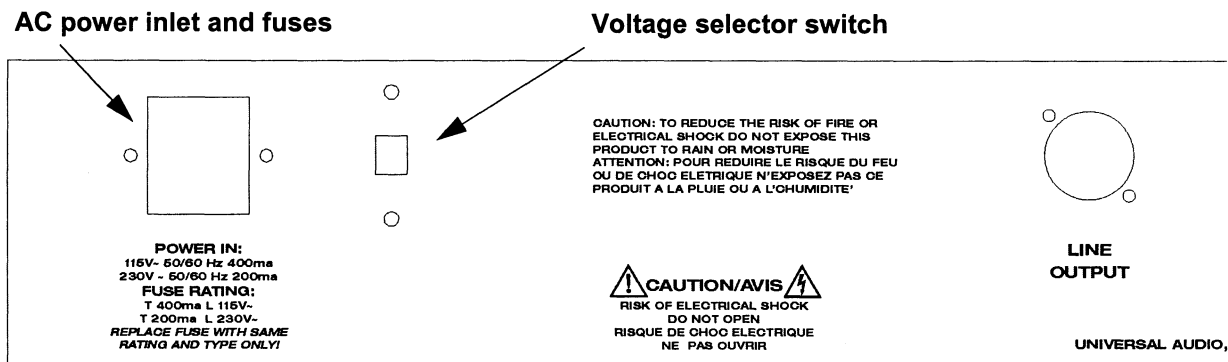 AC power inlet and fuses
Voltage selector switch
CAUTION: TO REDUCE THE RISK OF FIRE OR
ELECTRICAL SHOCK DO NOT EXPOSE THIS
PRODUCT TO RAIN OR MOISTURE
ATTENTION: POUR REDUIRE LE RISQUE DU FEU
OU DE CHOC ELETRIQUE N'EXPOSEZ PAS CE
PRODUIT A LA PLUIE OU A L'CHUMIDITE'
POWER IN:
115V~ 50/60 Hz 400ma
230V ~ 50/60 Hz 200ma
FUSE RATING:
T 400ma L 115V~
T 200ma L 230V~
REPLACE FUSE WITH SAME
RATING AND TYPE ONLY!
CAUTION/AVIS
RISK OF ELECTRICAL SHOCK
DO NOT OPEN
RISQUE DE CHOC ELECTRIQUE
NE PAS OUVRIR
LINE
OUTPUT
UNIVERSAL AUDIO,